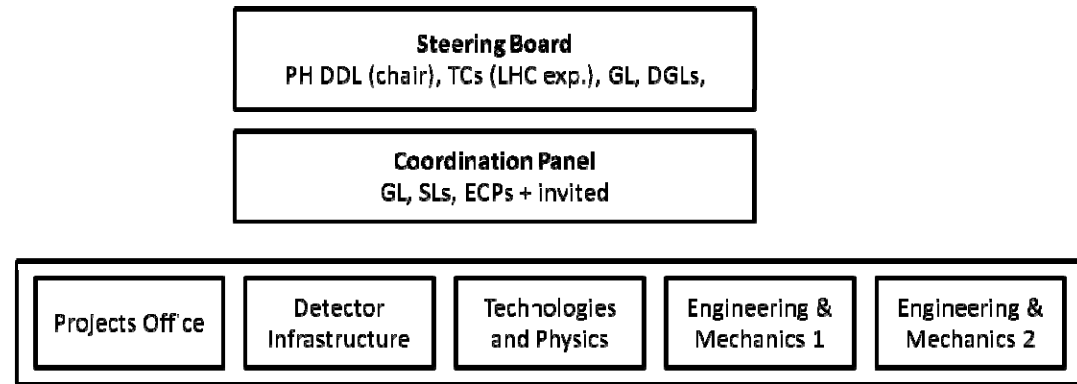 Steering Board
PH DDL (chair), TCs (LHC exp.), GL, DGLs,
Coordination Panel
GL, SLs, ECPs + invited
Projects Office
Detector
Infrastructure
Technologies
and Physics
Engineering &
Mechanics 1
Engineering &
Mechanics 2